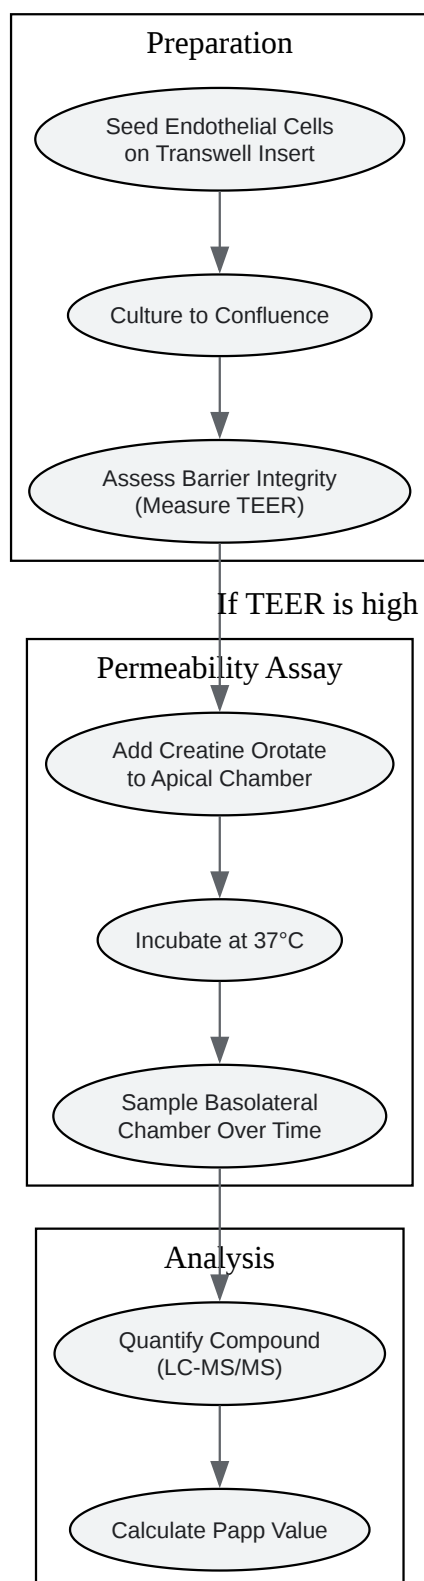 Preparation
Seed Endothelial Cells
on Transwell Insert
Culture to Confluence
Assess Barrier Integrity
(Measure TEER)
If TEER is high
Permeability Assay
Add Creatine Orotate
to Apical Chamber
Incubate at 37°C
Sample Basolateral
Chamber Over Time
Analysis
Quantify Compound
(LC-MS/MS)
Calculate Papp Value